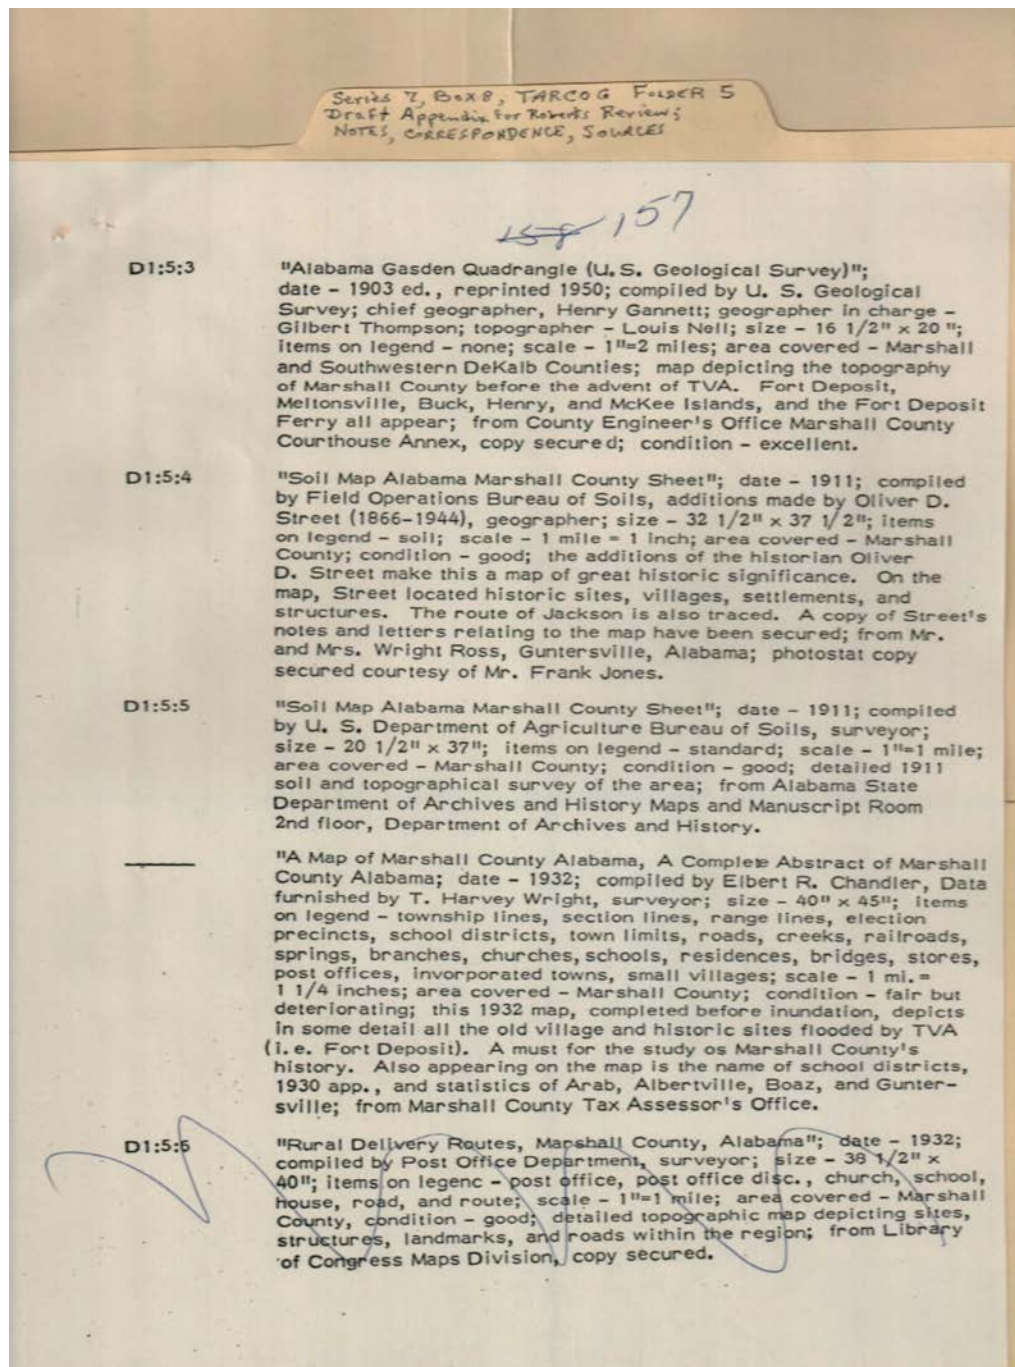 Series 7, Box 8, TARCOG FOLDER 5
Draft Appendix for Roberts Review;
NOTES, CORRESPONDENCE, SOURCES
158 157
D1:5:3 "Alabama Gasden Quadrangle (U.S. Geological Survey)";
date - 1903 ed., reprinted 1950; compiled by U. S. Geological
Survey; chief geographer, Henry Gannett; geographer in charge -
Gilbert Thompson; topographer - Louis Nell; size - 16 1/2" x 20 ";
items on legend - none; scale - 1"=2 miles; area covered - Marshall
and Southwestern DeKalb Counties; map depicting the topography
of Marshall County before the advent of TVA. Fort Deposit,
Meltonsville, Buck, Henry, and McKee Islands, and the Fort Deposit
Ferry all appear; from County Engineer's Office Marshall County
Courthouse Annex, copy secured; condition - excellent.
D1:5:4 "Soil Map Alabama Marshall County Sheet"; date - 1911; compiled
by Field Operations Bureau of Soils, additions made by Oliver D.
Street (1866-1944), geographer; size - 32 1/2" x 37 1/2"; items
on legend - soil; scale - 1 mile = 1 inch; area covered - Marshall
County; condition - good; the additions of the historian Oliver
D. Street make this a map of great historic significance. On the
map, Street located historic sites, villages, settlements, and
structures. The route of Jackson is also traced. A copy of Street's
notes and letters relating to the map have been secured; from Mr.
and Mrs. Wright Ross, Guntersville, Alabama; photostat copy
secured courtesy of Mr. Frank Jones.
D1:5:5 "Soil Map Alabama Marshall County Sheet"; date - 1911; compiled
by U. S. Department of Agriculture Bureau of Soils, surveyor;
size - 20 1/2" x 37"; items on legend - standard; scale - 1"=1 mile;
area covered - Marshall County; condition - good; detailed 1911
soil and topographical survey of the area; from Alabama State
Department of Archives and History Maps and Manuscript Room
2nd floor, Department of Archives and History.
"A Map of Marshall County Alabama, A Complete Abstract of Marshall
County Alabama; date - 1932; compiled by Elbert R. Chandler, Data
furnished by T. Harvey Wright, surveyor; size - 40" x 45"; items
on legend - township lines, section lines, range lines, election
precincts, school districts, town limits, roads, creeks, railroads,
springs, branches, churches, schools, residences, bridges, stores,
post offices, invorporated towns, small villages; scale - 1 mi. =
1 1/4 inches; area covered - Marshall County; condition - fair but
deteriorating; this 1932 map, completed before inundation, depicts
in some detail all the old village and historic sites flooded by TVA
(i.e. Fort Deposit). A must for the study os Marshall County's
history. Also appearing on the map is the name of school districts,
1930 app., and statistics of Arab, Albertville, Boaz, and Gunter-
sville; from Marshall County Tax Assessor's Office.
D1:5:6 "Rural Delivery Routes, Marshall County, Alabama"; date - 1932;
compiled by Post Office Department, surveyor; size - 38 1/2" x
40"; items on legenc - post office, post office disc., church, school,
house, road, and route; scale - 1"=1 mile; area covered - Marshall
County, condition - good; detailed topographic map depicting sites,
structures, landmarks, and roads within the region; from Library
of Congress Maps Division, copy secured.